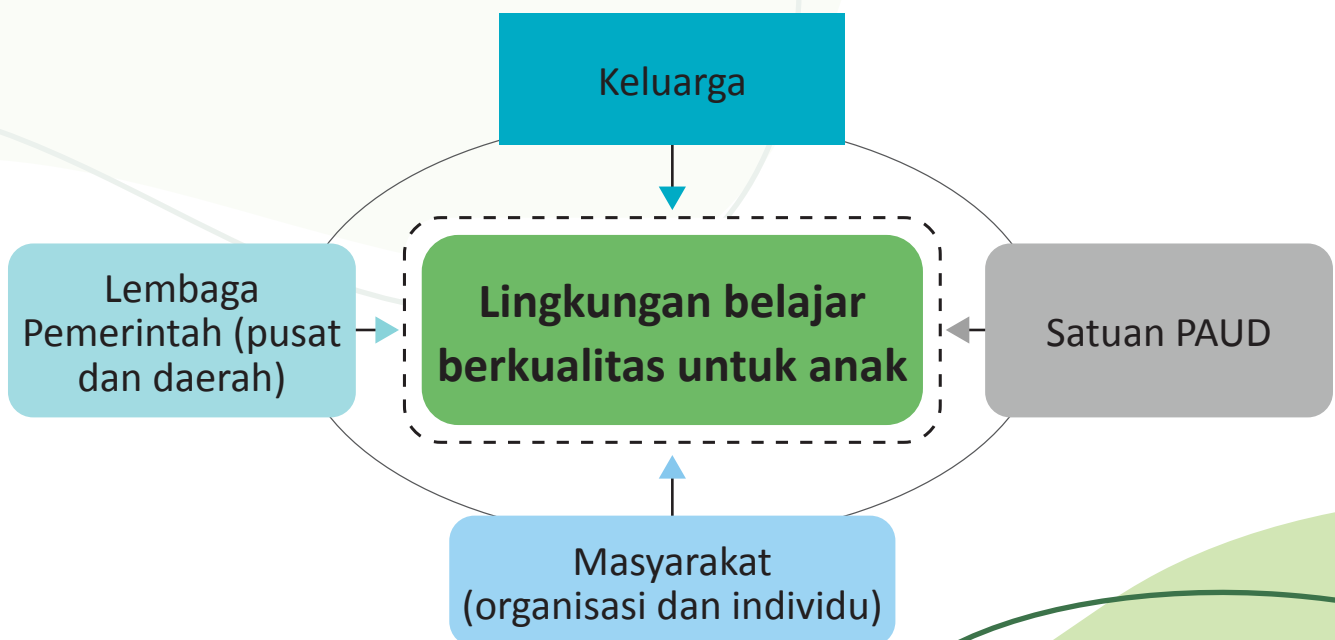 Keluarga
Lembaga
Pemerintah (pusat
dan daerah)
Lingkungan belajar
berkualitas untuk anak
Satuan PAUD
Masyarakat
(organisasi dan individu)